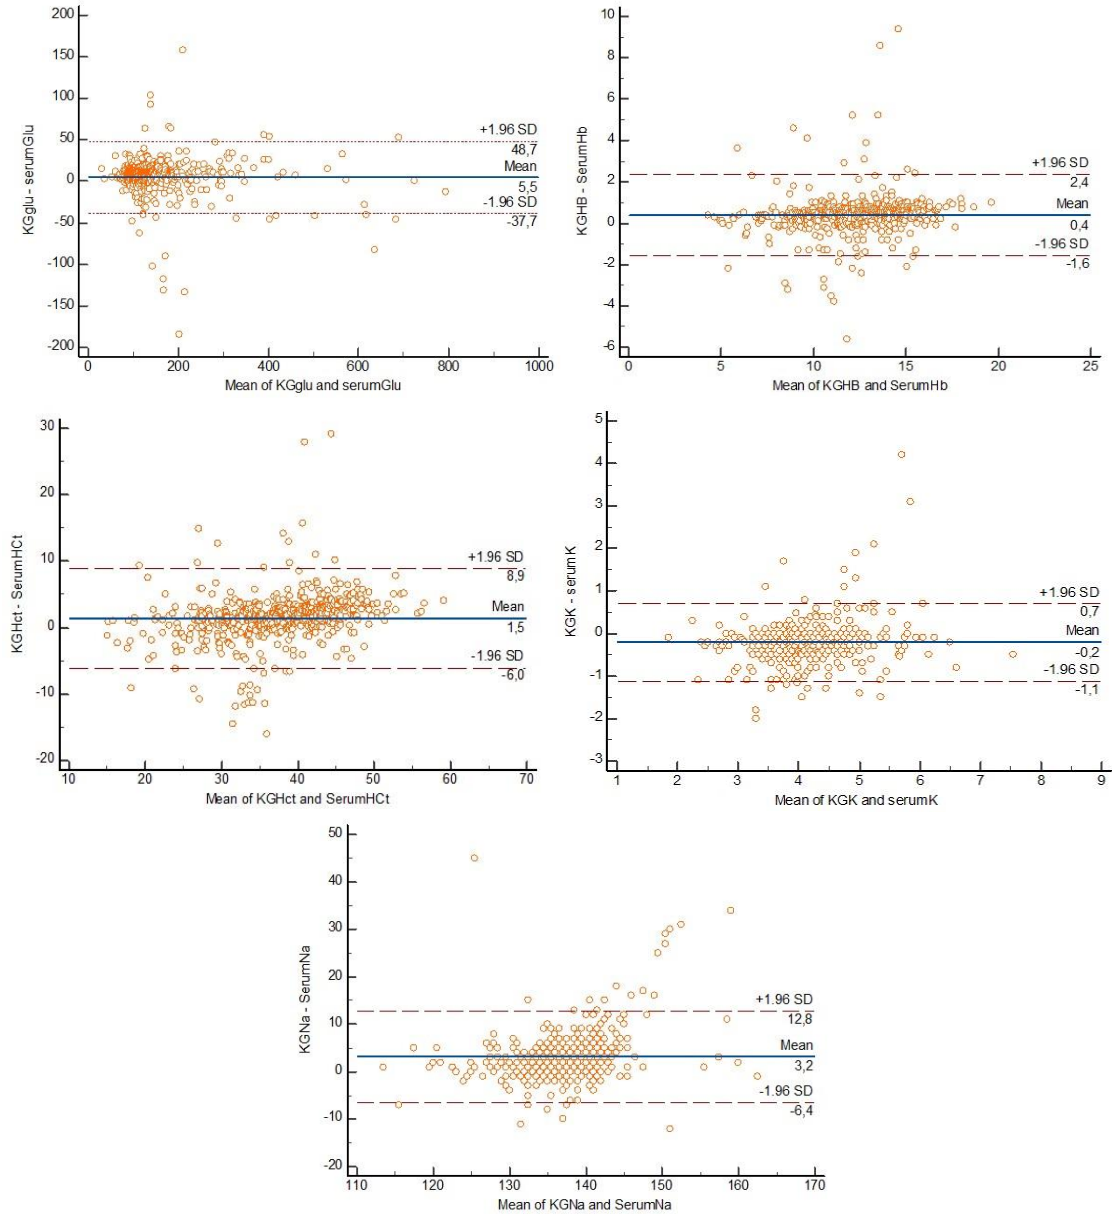 200
150
100
50
0
-50
-100
-150
-200
KGglu - serumGlu
+1.96 SD
48,7
Mean
5,5
-1.96 SD
-37,7
0 200 400 600 800 1000
Mean of KGglu and serumGlu
10
8
6
4
2
0
-2
-4
-6
KGHB - SerumHb
+1.96 SD
2,4
Mean
0,4
-1.96 SD
-1,6
0 5 10 15 20 25
Mean of KGHB and SerumHb
30
20
10
0
-10
-20
KGHct - SerumHCt
+1.96 SD
8,9
Mean
1,5
-1.96 SD
-6,0
10 20 30 40 50 60 70
Mean of KGHct and SerumHCt
5
4
3
2
1
0
-1
-2
-3
KGK - serumK
+1.96 SD
0,7
Mean
-0,2
-1.96 SD
-1,1
1 2 3 4 5 6 7 8 9
Mean of KGK and serumK
50
40
30
20
10
0
-10
-20
KGNa - SerumNa
+1.96 SD
12,8
Mean
3,2
-1.96 SD
-6,4
110 120 130 140 150 160 170
Mean of KGNa and SerumNa